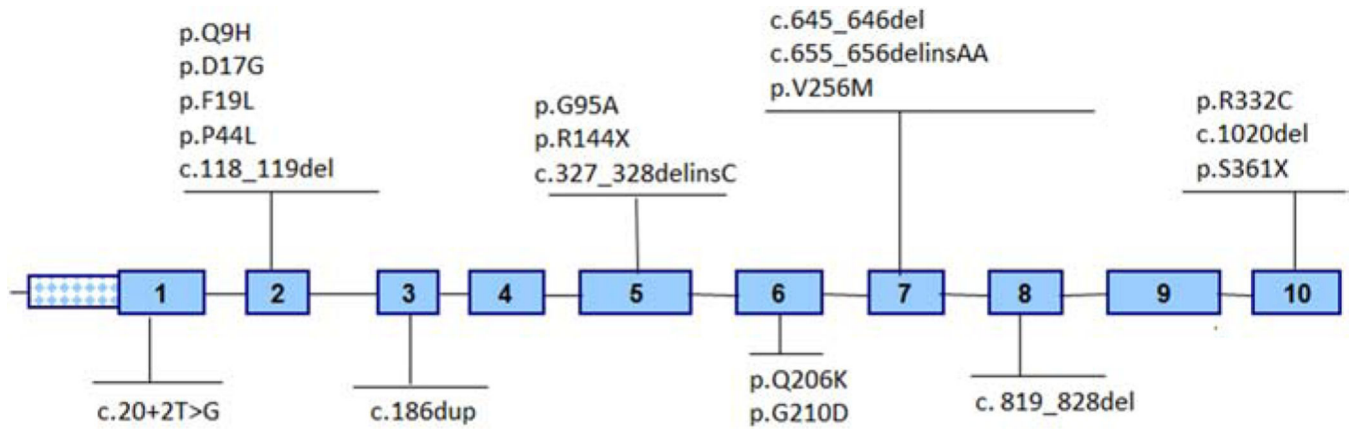 p.Q9H
p.D17G
p.F19L
p.P44L
c.118_119del
p.G95A
p.R144X
c.327_328delinsC
c.645_646del
c.655_656delinsAA
p.V256M
p.R332C
c.1020del
p.S361X
1
2
3
4
5
6
7
8
9
10
c.20+2T>G
c.186dup
p.Q206K
p.G210D
c. 819_828del